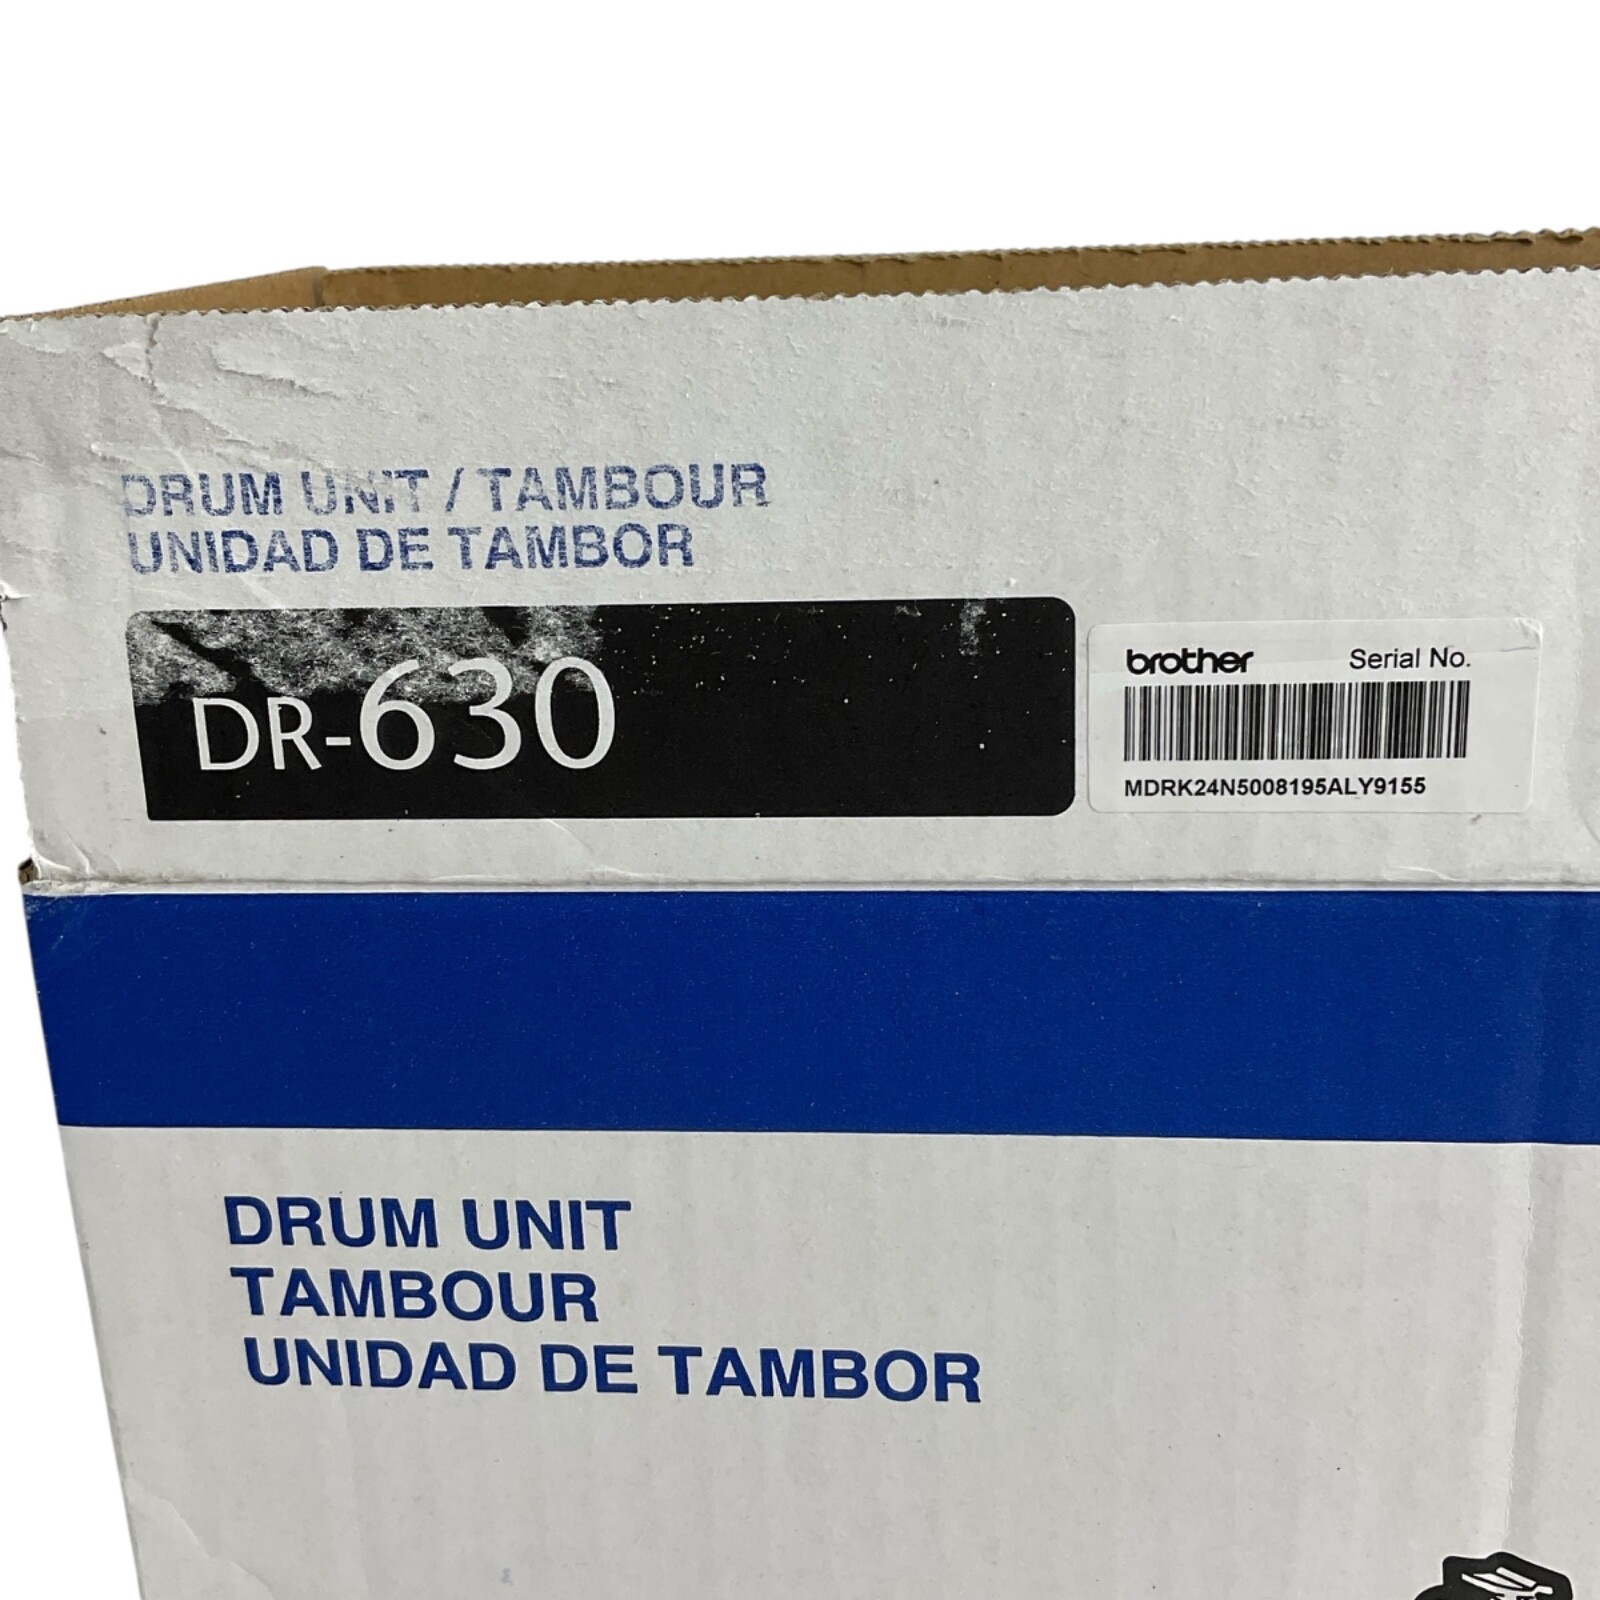 DRUM UNIT / TAMBOUR
UNIDAD DE TAMBOR
DR-630
brother Serial No.
MDRK24N5008195ALY9155
DRUM UNIT
TAMBOUR
UNIDAD DE TAMBOR